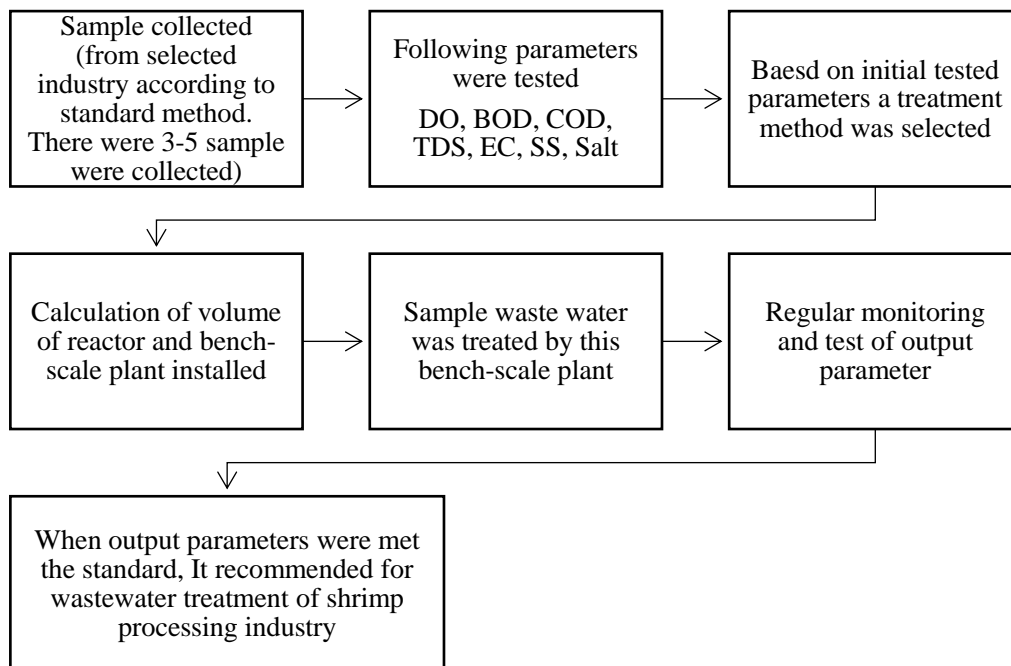 Sample collected
(from selected
industry according to
standard method.
There were 3-5 sample
were collected)
Following parameters
were tested
DO, BOD, COD,
TDS, EC, SS, Salt
Baesd on initial tested
parameters a treatment
method was selected
Calculation of volume
of reactor and bench-
scale plant installed
Sample waste water
was treated by this
bench-scale plant
Regular monitoring
and test of output
parameter
When output parameters were met
the standard, It recommended for
wastewater treatment of shrimp
processing industry